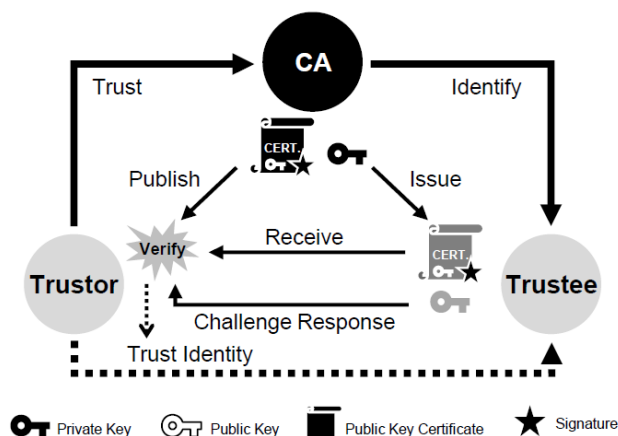 CA
Trust
Identify
CERT.
Publish
Issue
Verify
Receive
CERT.
Trustor
Trustee
Challenge Response
Trust Identity
Private Key
Public Key
Public Key Certificate
Signature